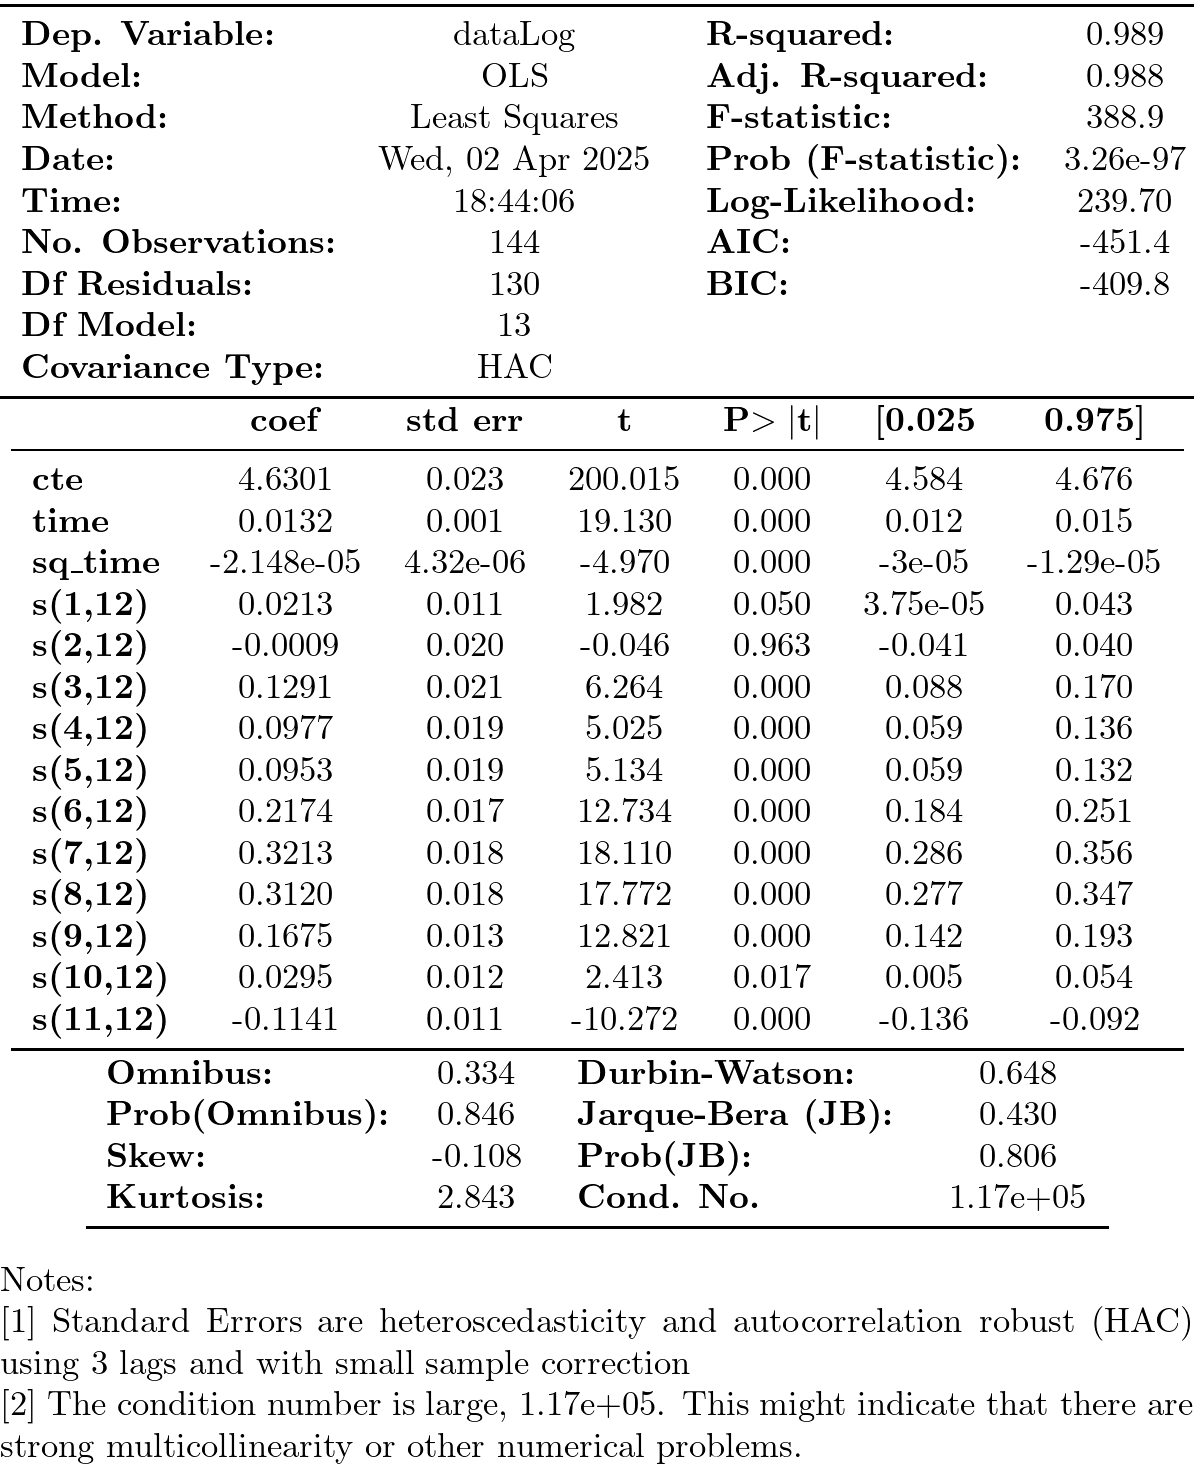 Dep. Variable: dataLog R-squared: 0.989
Model: OLS Adj. R-squared: 0.988
Method: Least Squares F-statistic: 388.9
Date: Wed, 02 Apr 2025 Prob (F-statistic): 3.26e-97
Time: 18:44:06 Log-Likelihood: 239.70
No. Observations: 144 AIC: -451.4
Df Residuals: 130 BIC: -409.8
Df Model: 13
Covariance Type: HAC
coef std err t P> |t| [0.025 0.975]
cte 4.6301 0.023 200.015 0.000 4.584 4.676
time 0.0132 0.001 19.130 0.000 0.012 0.015
sq_time -2.148e-05 4.32e-06 -4.970 0.000 -3e-05 -1.29e-05
s(1,12) 0.0213 0.011 1.982 0.050 3.75e-05 0.043
s(2,12) -0.0009 0.020 -0.046 0.963 -0.041 0.040
s(3,12) 0.1291 0.021 6.264 0.000 0.088 0.170
s(4,12) 0.0977 0.019 5.025 0.000 0.059 0.136
s(5,12) 0.0953 0.019 5.134 0.000 0.059 0.132
s(6,12) 0.2174 0.017 12.734 0.000 0.184 0.251
s(7,12) 0.3213 0.018 18.110 0.000 0.286 0.356
s(8,12) 0.3120 0.018 17.772 0.000 0.277 0.347
s(9,12) 0.1675 0.013 12.821 0.000 0.142 0.193
s(10,12) 0.0295 0.012 2.413 0.017 0.005 0.054
s(11,12) -0.1141 0.011 -10.272 0.000 -0.136 -0.092
Omnibus: 0.334 Durbin-Watson: 0.648
Prob(Omnibus): 0.846 Jarque-Bera (JB): 0.430
Skew: -0.108 Prob(JB): 0.806
Kurtosis: 2.843 Cond. No. 1.17e+05
Notes:
[1] Standard Errors are heteroscedasticity and autocorrelation robust (HAC)
using 3 lags and with small sample correction
[2] The condition number is large, 1.17e+05. This might indicate that there are
strong multicollinearity or other numerical problems.